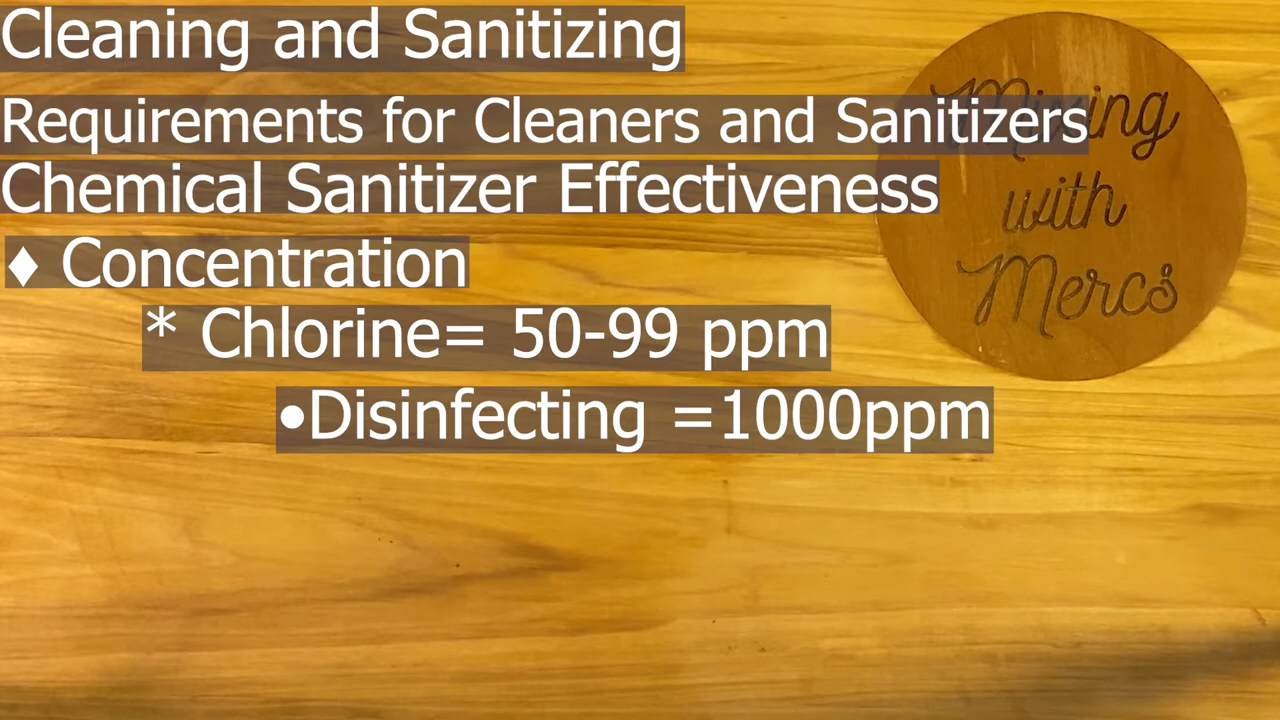 Cleaning and Sanitizing
Requirements for Cleaners and Sanitizers
Chemical Sanitizer Effectiveness
♦ Concentration
* Chlorine= 50-99 ppm
•Disinfecting =1000ppm
Mixing
with
Mercs